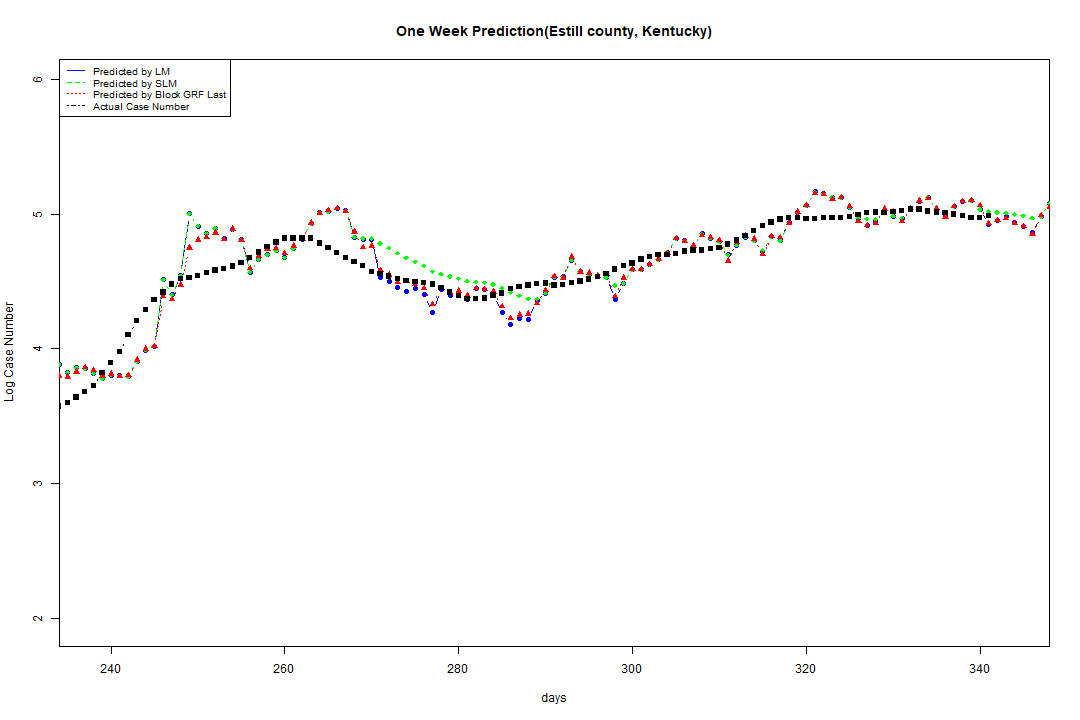 One Week Prediction(Estill county, Kentucky)
Predicted by LM
Predicted by SLM
Predicted by Block GRF Last
Actual Case Number
6
5
4
3
2
Log Case Number
240 260 280 300 320 340
days